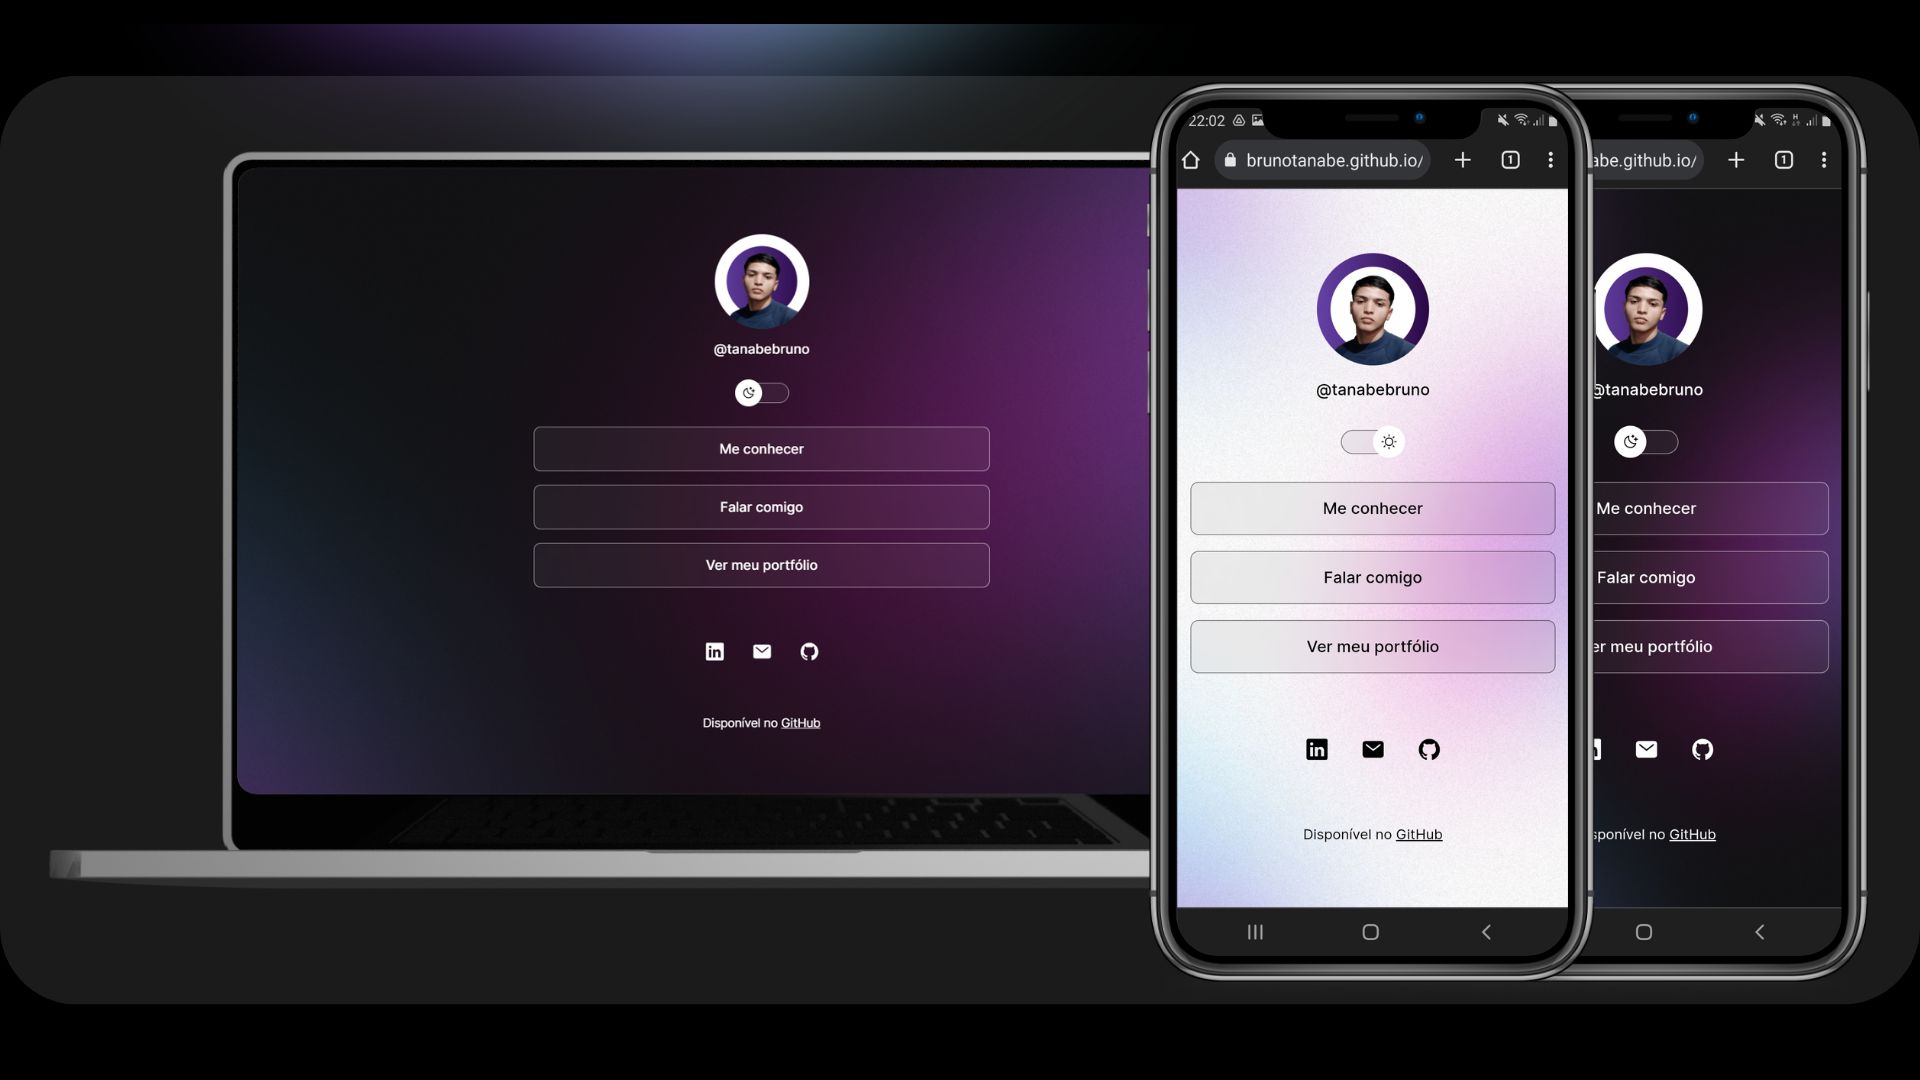 @tanabebruno
Me conhecer
Falar comigo
Ver meu portfólio
in
Disponível no GitHub
22:02
brunotanabe.github.io/
1
@tanabebruno
Me conhecer
Falar comigo
Ver meu portfólio
in
Disponível no GitHub
abe.github.io/
1
@tanabebruno
Me conhecer
Falar comigo
er meu portfólio
sponível no GitHub